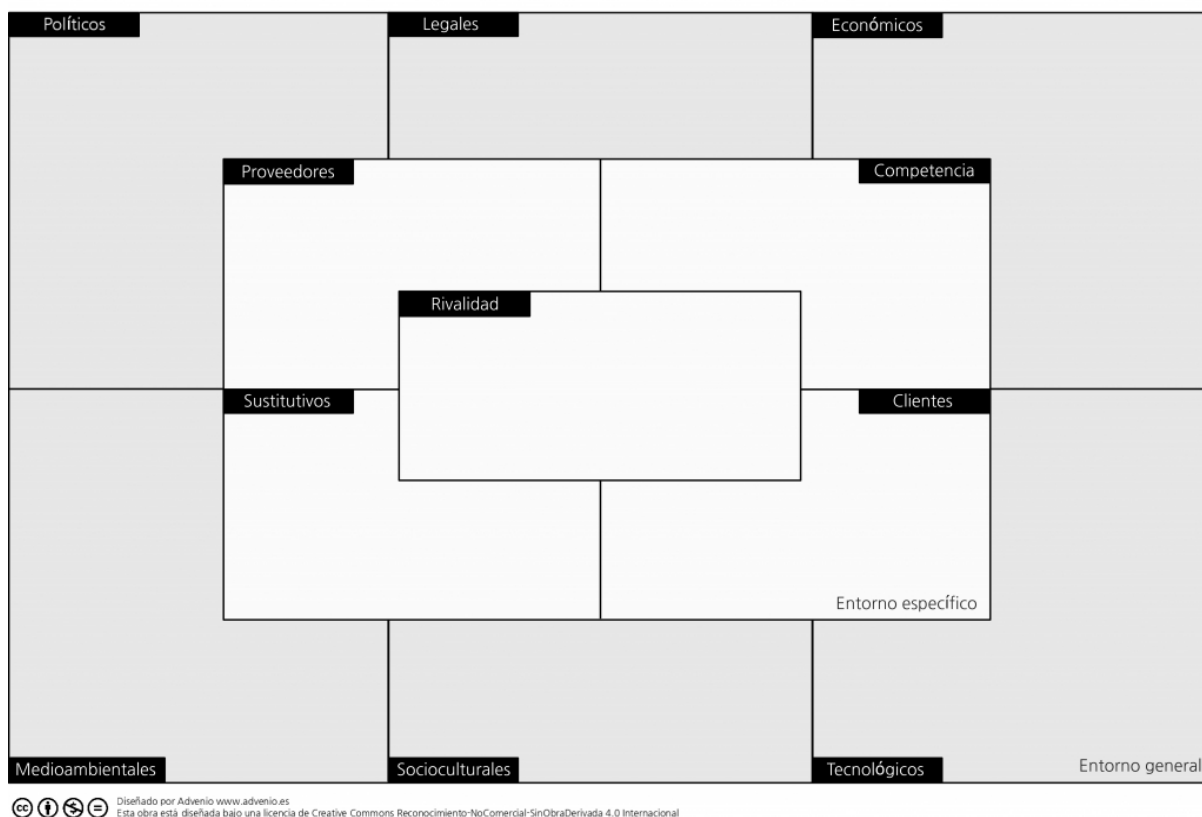 Políticos
Legales
Económicos
Proveedores
Competencia
Rivalidad
Sustitutivos
Clientes
Entorno específico
Medioambientales
Socioculturales
Tecnológicos
Entorno general
cc
Diseñado por Advenio www.advenio.es
Esta obra está diseñada bajo una licencia de Creative Commons Reconocimiento-NoComercial-SinObraDerivada 4.0 Internacional